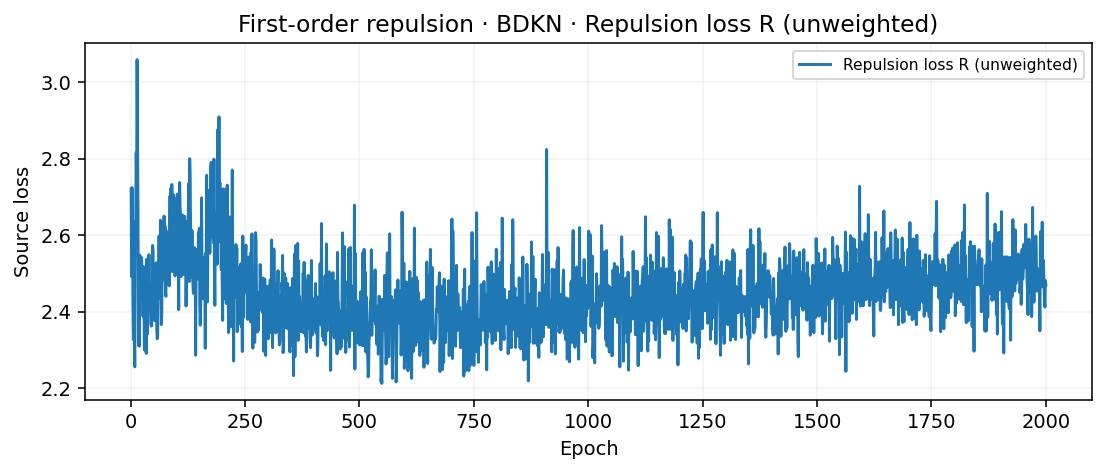 First-order repulsion · BDKN · Repulsion loss R (unweighted)
Repulsion loss R (unweighted)
Source loss
3.0
2.8
2.6
2.4
2.2
0 250 500 750 1000 1250 1500 1750 2000
Epoch